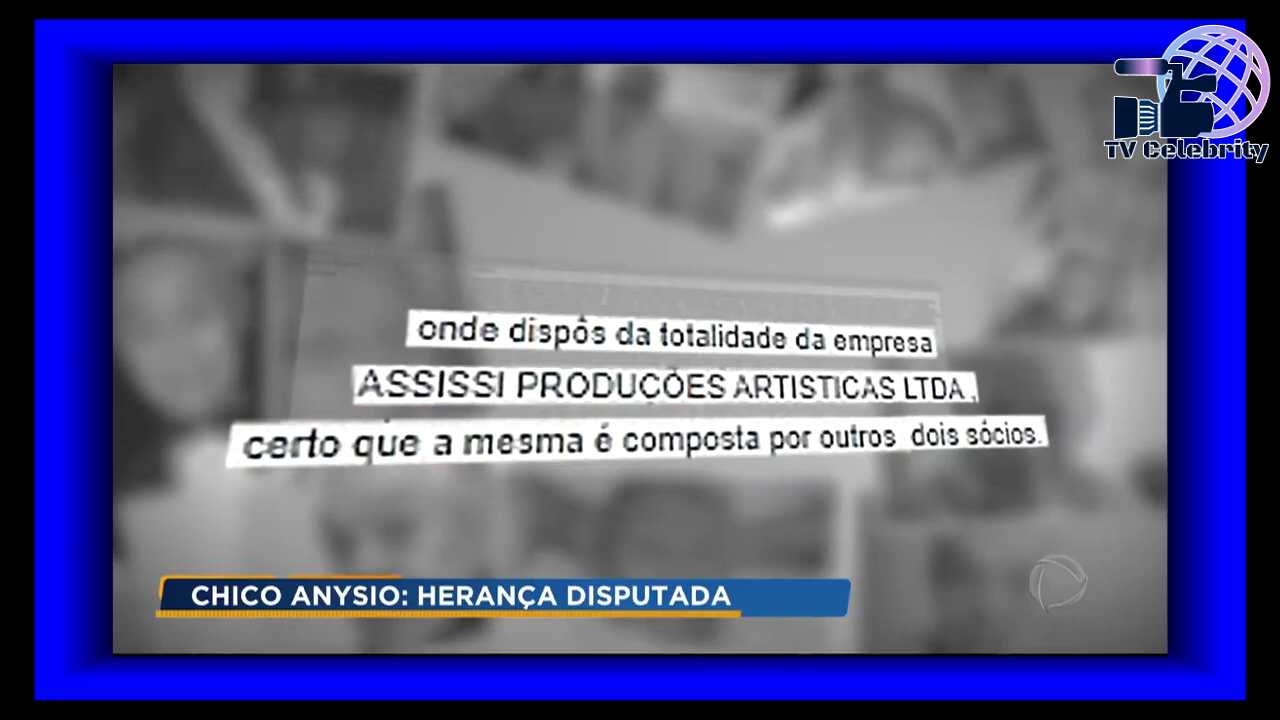 TV Celebrity
onde dispôs da totalidade da empresa
ASSISSI PRODUÇÕES ARTISTICAS LTDA ,
certo que a mesma é composta por outros dois sócios.
CHICO ANYSIO: HERANÇA DISPUTADA